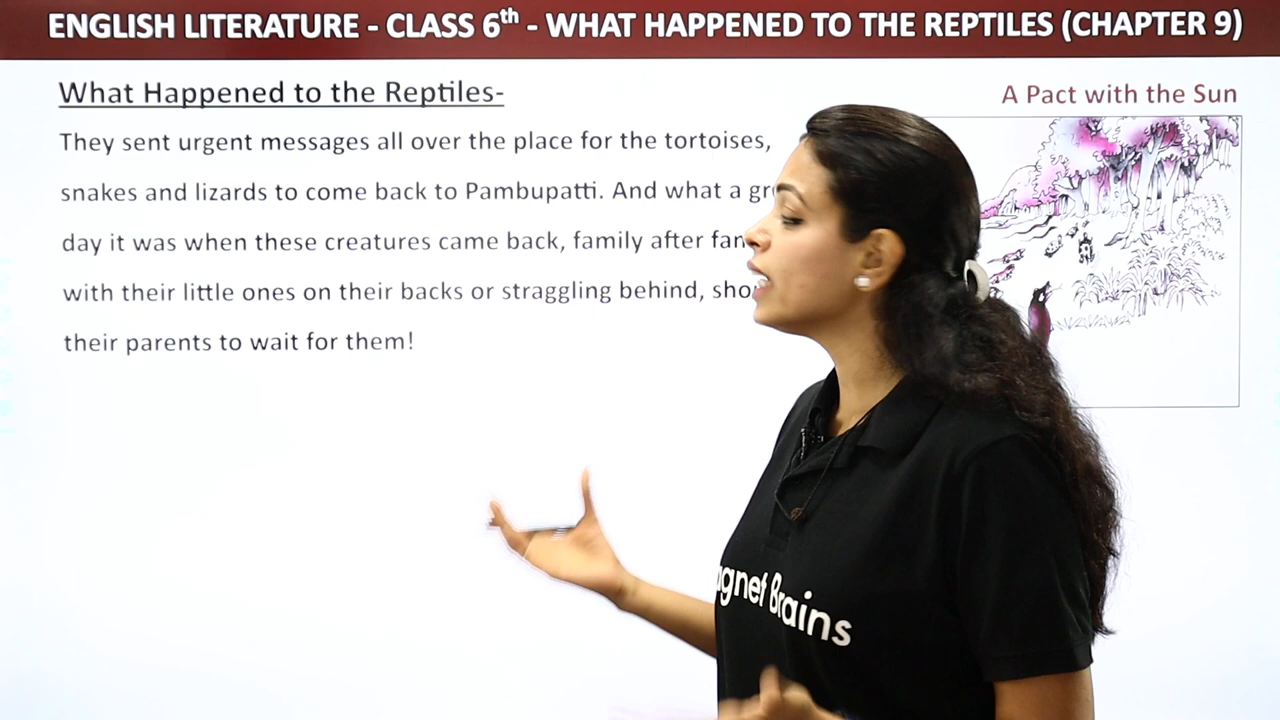 ENGLISH LITERATURE - CLASS 6th - WHAT HAPPENED TO THE REPTILES (CHAPTER 9)
What Happened to the Reptiles-
A Pact with the Sun
They sent urgent messages all over the place for the tortoises,
snakes and lizards to come back to Pambupatti. And what a
day it was when these creatures came back, family after
with their little ones on their backs or straggling behind,
their parents to wait for them!
Brains